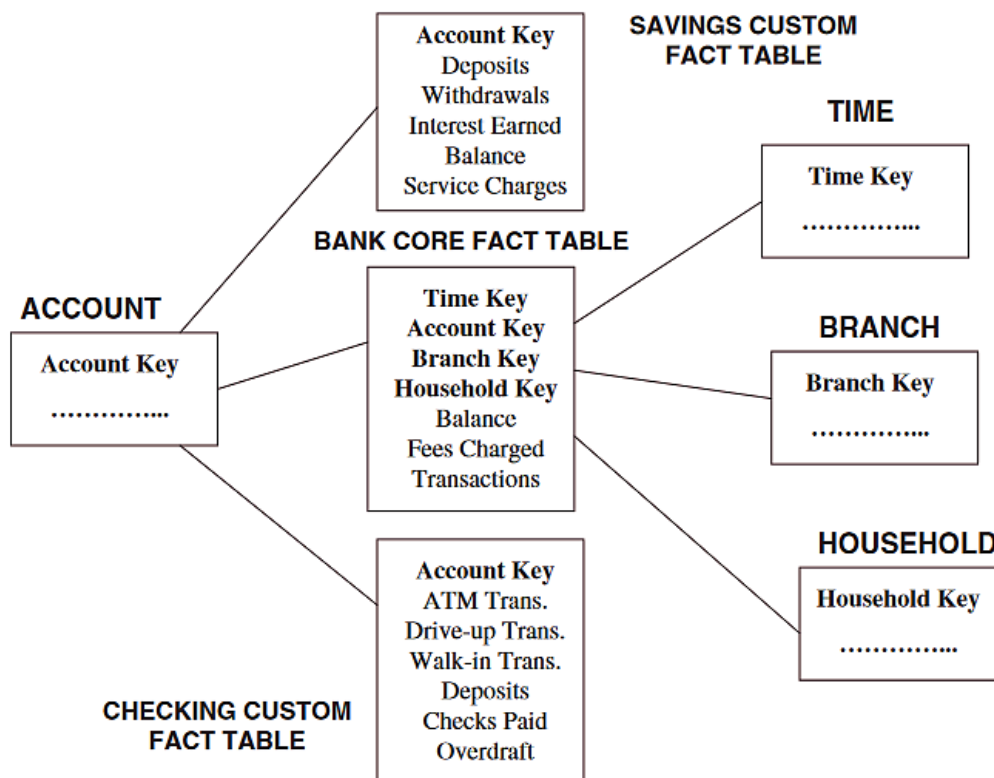 SAVINGS CUSTOM
FACT TABLE
Account Key
Deposits
Withdrawals
Interest Earned
Balance
Service Charges
TIME
Time Key
................
BANK CORE FACT TABLE
Time Key
Account Key
Branch Key
Household Key
Balance
Fees Charged
Transactions
ACCOUNT
Account Key
................
BRANCH
Branch Key
................
HOUSEHOLD
Household Key
................
Account Key
ATM Trans.
Drive-up Trans.
Walk-in Trans.
Deposits
Checks Paid
Overdraft
CHECKING CUSTOM
FACT TABLE